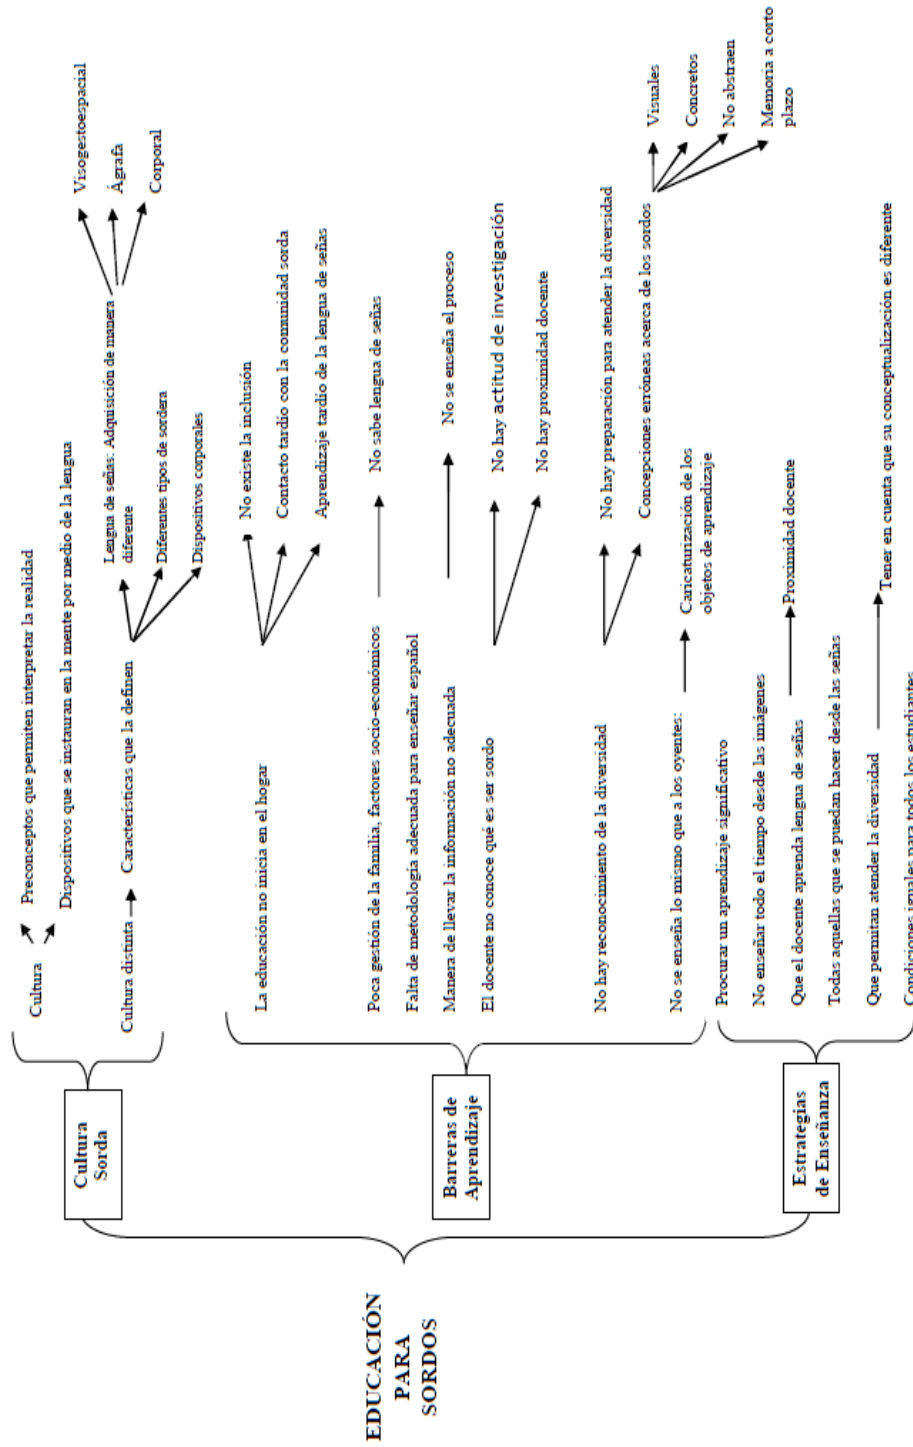 EDUCACIÓN
PARA
SORDOS
Cultura
Sorda
Cultura
Preconceptos que permiten interpretar la realidad
Dispositivos que se instauran en la mente por medio de la lengua
Cultura distinta
Características que la definen
Lengua de señas: Adquisición de manera
diferente
Visogestoespacial
Ágrafa
Corporal
Diferentes tipos de sordera
Dispositivos corporales
Barreras de
Aprendizaje
La educación no inicia en el hogar
No existe la inclusión
Contacto tardío con la comunidad sorda
Aprendizaje tardío de la lengua de señas
Poca gestión de la familia, factores socio-económicos
No sabe lengua de señas
Falta de metodología adecuada para enseñar español
Manera de llevar la información no adecuada
No se enseña el proceso
El docente no conoce qué es ser sordo
No hay actitud de investigación
No hay proximidad docente
No hay reconocimiento de la diversidad
No hay preparación para atender la diversidad
Concepciones erróneas acerca de los sordos
Visuales
Concretos
No abstraen
Memoria a corto
plazo
No se enseña lo mismo que a los oyentes:
Caricaturización de los
objetos de aprendizaje
Estrategias
de Enseñanza
Procurar un aprendizaje significativo
No enseñar todo el tiempo desde las imágenes
Que el docente aprenda lengua de señas
Proximidad docente
Todas aquellas que se puedan hacer desde las señas
Que permitan atender la diversidad
Tener en cuenta que su conceptualización es diferente
Condiciones iguales para todos los estudiantes